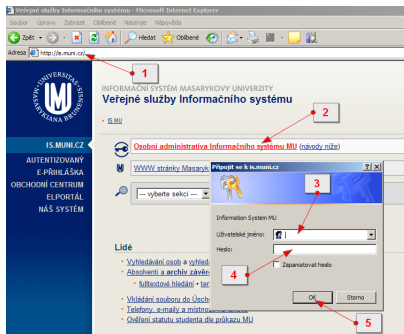 Veřejné služby Informačního systému - Microsoft Internet Explorer
Soubor Úpravy Zobrazit Oblíbené Nástroje Nápověda
Zpět Hledat Oblíbené
Adresa http://is.muni.cz/
1
INFORMAČNÍ SYSTÉM MASARYKOVY UNIVERZITY
Veřejné služby Informačního systému
IS MU
2
IS.MUNI.CZ
AUTENTIZOVANÝ
E-PŘIHLÁŠKA
OBCHODNÍ CENTRUM
ELPORTÁL
NÁŠ SYSTÉM
Osobní administrativa Informačního systému MU (návody níže)
WWW stránky Masaryk
--- vyberte sekci ---
Připojit se k is.muni.cz
3
Information System MU
Uživatelské jméno:
Heslo:
4
Zapamatovat heslo
OK Storno
5
Lidé
Vyhledávání osob a vyhled
Absolventi a archiv závěre
fulltextové hledání • ter
Vkládání souboru do Úsch
Telefony, e-maily a místnos
Ověření statutu studenta dle průkazu MU